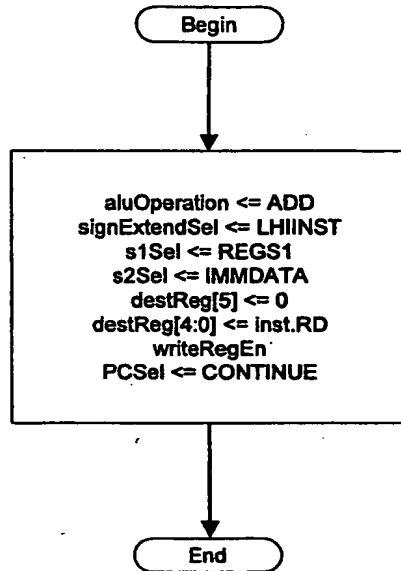 Begin
aluOperation <= ADD
signExtendSel <= LHIINST
s1Sel <= REGS1
s2Sel <= IMMDATA
destReg[5] <= 0
destReg[4:0] <= inst.RD
writeRegEn
PCSel <= CONTINUE
End